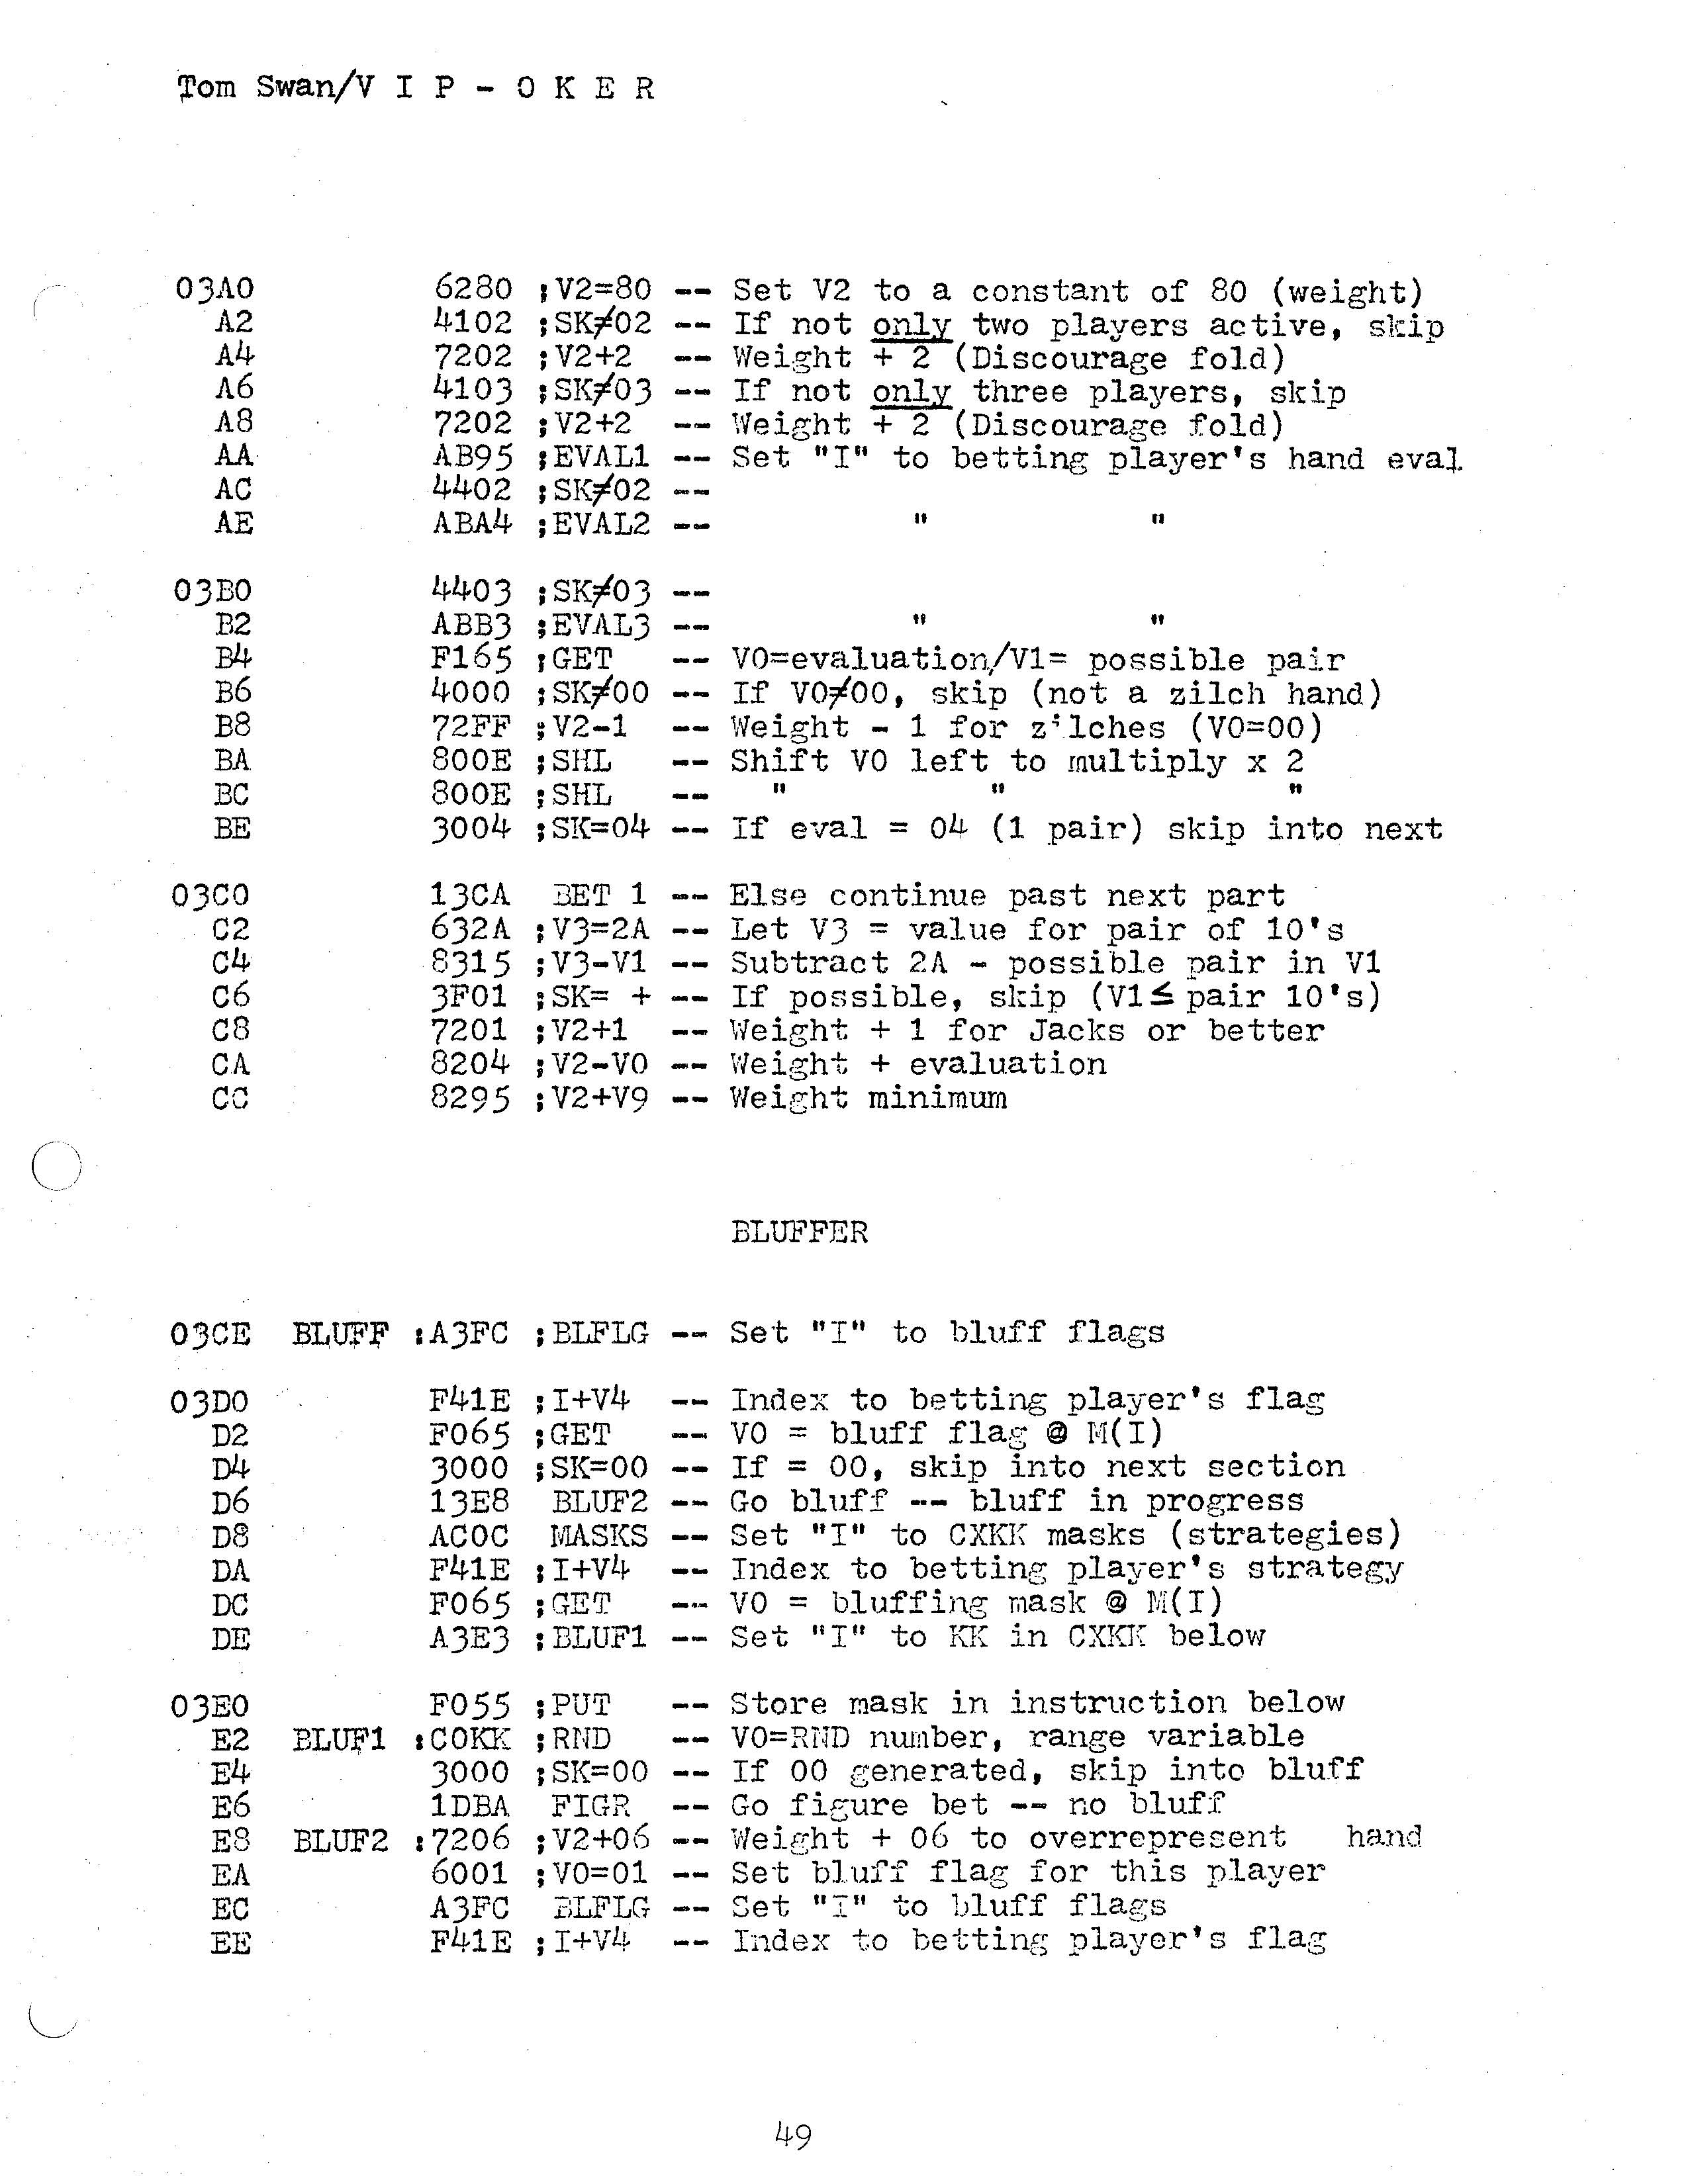 Tom Swan/V I P - O K E R
03A0 6280 ;V2=80 -- Set V2 to a constant of 80 (weight)
A2 4102 ;SK≠02 -- If not only two players active, skip
A4 7202 ;V2+2 -- Weight + 2 (Discourage fold)
A6 4103 ;SK≠03 -- If not only three players, skip
A8 7202 ;V2+2 -- Weight + 2 (Discourage fold)
AA AB95 ;EVAL1 -- Set "I" to betting player's hand eval
AC 4402 ;SK≠02 --
AE ABA4 ;EVAL2 -- " "
03B0 4403 ;SK≠03 --
B2 ABB3 ;EVAL3 -- " "
B4 F165 ;GET -- V0=evaluation/V1= possible pair
B6 4000 ;SK≠00 -- If V0≠00, skip (not a zilch hand)
B8 72FF ;V2-1 -- Weight - 1 for zilches (V0=00)
BA 800E ;SHL -- Shift V0 left to multiply x 2
BC 800E ;SHL -- " " "
BE 3004 ;SK=04 -- If eval = 04 (1 pair) skip into next
03C0 13CA BET 1 -- Else continue past next part
C2 632A ;V3=2A -- Let V3 = value for pair of 10's
C4 8315 ;V3-V1 -- Subtract 2A - possible pair in V1
C6 3F01 ;SK= + -- If possible, skip (V1≤ pair 10's)
C8 7201 ;V2+1 -- Weight + 1 for Jacks or better
CA 8204 ;V2-V0 -- Weight + evaluation
CC 8295 ;V2+V9 -- Weight minimum
BLUFFER
03CE BLUFF :A3FC ;BLFLG -- Set "I" to bluff flags
03D0 F41E ;I+V4 -- Index to betting player's flag
D2 F065 ;GET -- V0 = bluff flag @ M(I)
D4 3000 ;SK=00 -- If = 00, skip into next section
D6 13E8 BLUF2 -- Go bluff -- bluff in progress
D8 AC0C MASKS -- Set "I" to CXKK masks (strategies)
DA F41E ;I+V4 -- Index to betting player's strategy
DC F065 ;GET -- V0 = bluffing mask @ M(I)
DE A3E3 ;BLUF1 -- Set "I" to KK in CXKK below
03E0 F055 ;PUT -- Store mask in instruction below
E2 BLUF1 :C0KK ;RND -- V0=RND number, range variable
E4 3000 ;SK=00 -- If 00 generated, skip into bluff
E6 1DBA FIGR -- Go figure bet -- no bluff
E8 BLUF2 :7206 ;V2+06 -- Weight + 06 to overrepresent hand
EA 6001 ;V0=01 -- Set bluff flag for this player
EC A3FC BLFLG -- Set "I" to bluff flags
EE F41E ;I+V4 -- Index to betting player's flag
49